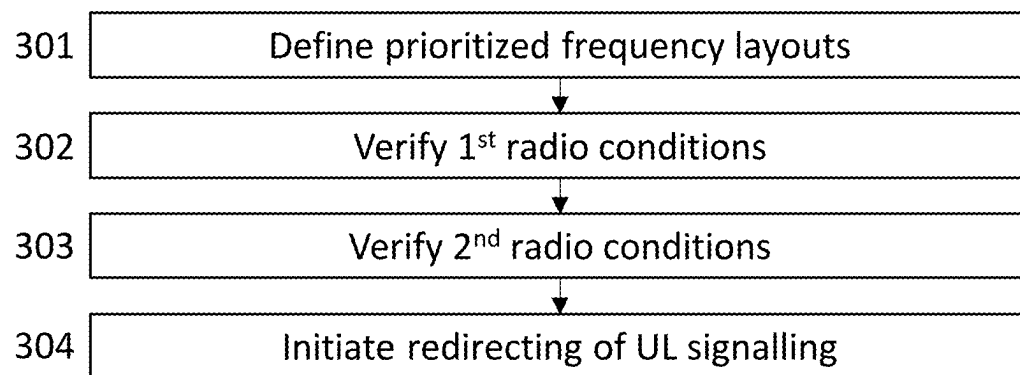 301 Define prioritized frequency layouts
302 Verify 1st radio conditions
303 Verify 2nd radio conditions
304 Initiate redirecting of UL signalling